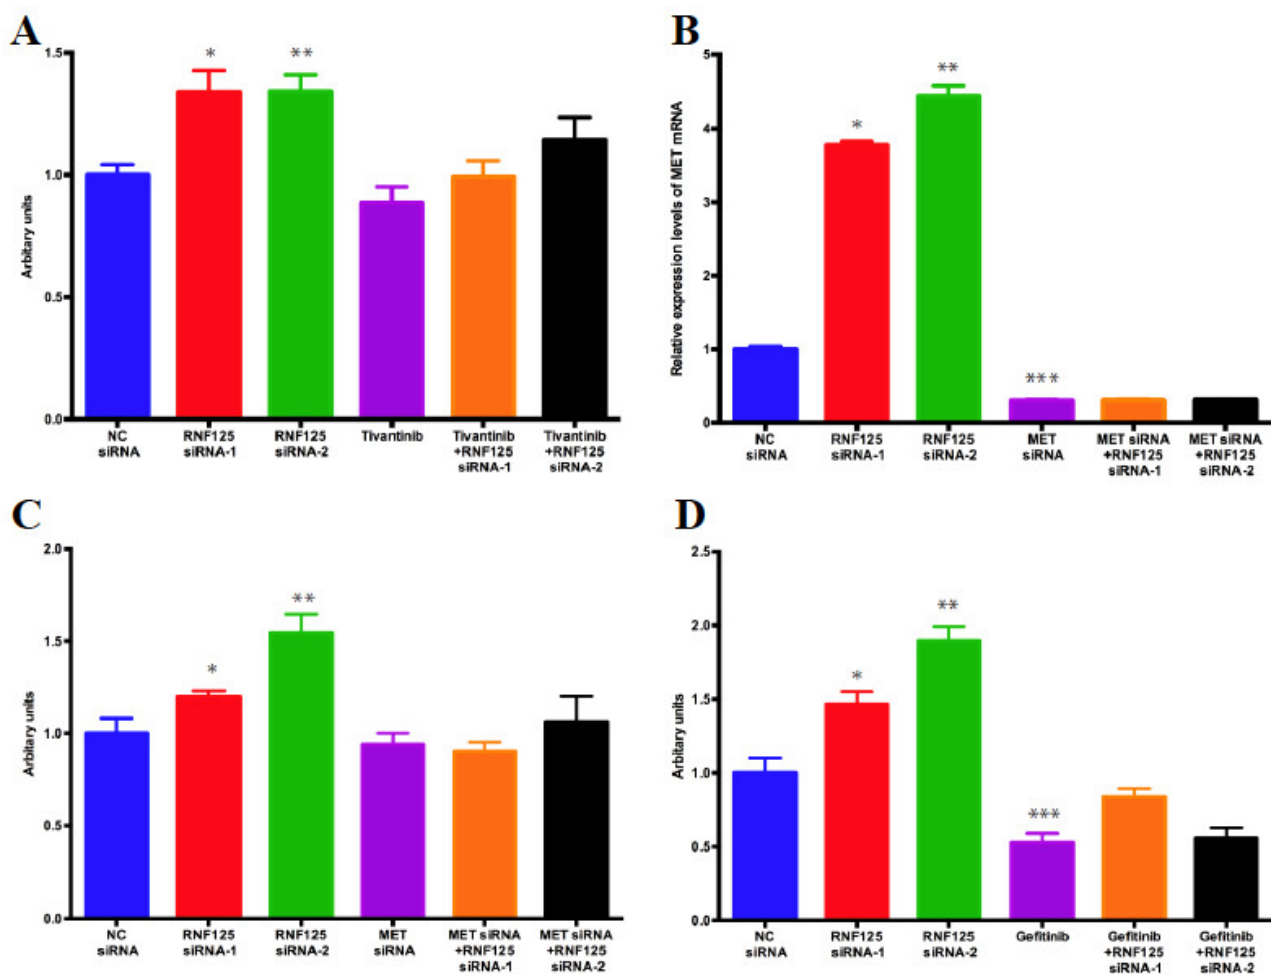 A
1.5
1.0
0.5
0.0
Arbitary units
*
**
NC
siRNA
RNF125
siRNA-1
RNF125
siRNA-2
Tivantinib
Tivantinib
+RNF125
siRNA-1
Tivantinib
+RNF125
siRNA-2
B
5
4
3
2
1
0
Relative expression levels of MET mRNA
*
**
***
NC
siRNA
RNF125
siRNA-1
RNF125
siRNA-2
MET
siRNA
MET siRNA
+RNF125
siRNA-1
MET siRNA
+RNF125
siRNA-2
C
2.0
1.5
1.0
0.5
0.0
Arbitary units
*
**
NC
siRNA
RNF125
siRNA-1
RNF125
siRNA-2
MET
siRNA
MET siRNA
+RNF125
siRNA-1
MET siRNA
+RNF125
siRNA-2
D
2.5
2.0
1.5
1.0
0.5
0.0
Arbitary units
*
**
***
NC
siRNA
RNF125
siRNA-1
RNF125
siRNA-2
Gefitinib
Gefitinib
+RNF125
siRNA-1
Gefitinib
+RNF125
siRNA-2